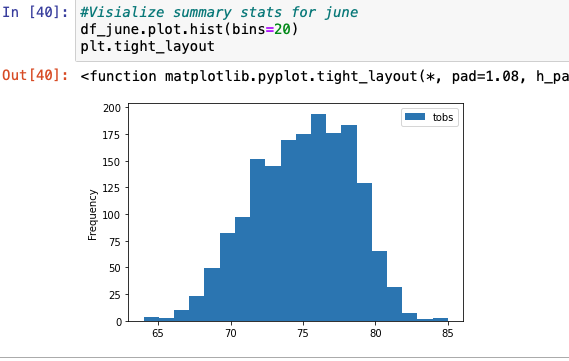 In [40]: #Visialize summary stats for june
df_june.plot.hist(bins=20)
plt.tight_layout
Out[40]: <function matplotlib.pyplot.tight_layout(*, pad=1.08, h_pa
200
175
150
125
100
75
50
25
0
Frequency
tobs
65 70 75 80 85